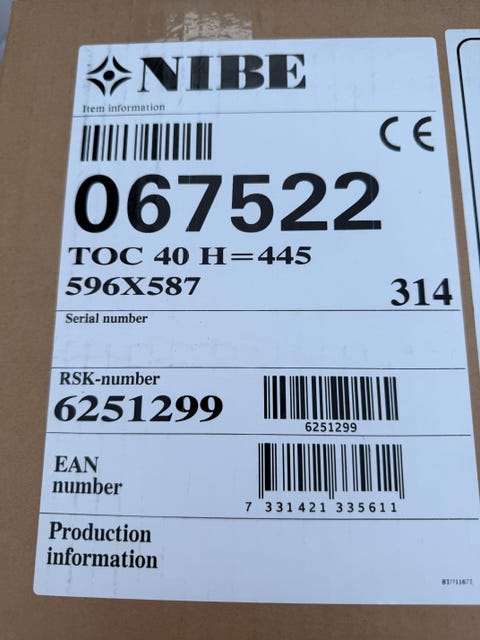 NIBE
Item information
CE
067522
TOC 40 H=445
596X587
314
Serial number
RSK-number
6251299
6251299
EAN
number
7 331421 335611
Production
information